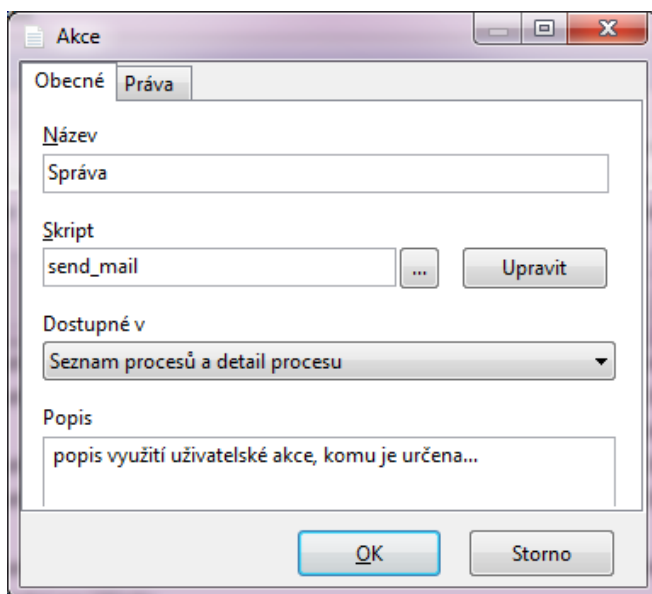 Akce
Obecné Práva
Název
Správa
Skript
send_mail ... Upravit
Dostupné v
Seznam procesů a detail procesu
Popis
popis využití uživatelské akce, komu je určena...
OK Storno